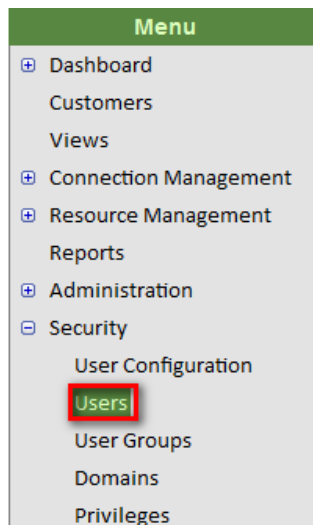 Menu
Dashboard
Customers
Views
Connection Management
Resource Management
Reports
Administration
Security
User Configuration
Users
User Groups
Domains
Privileges